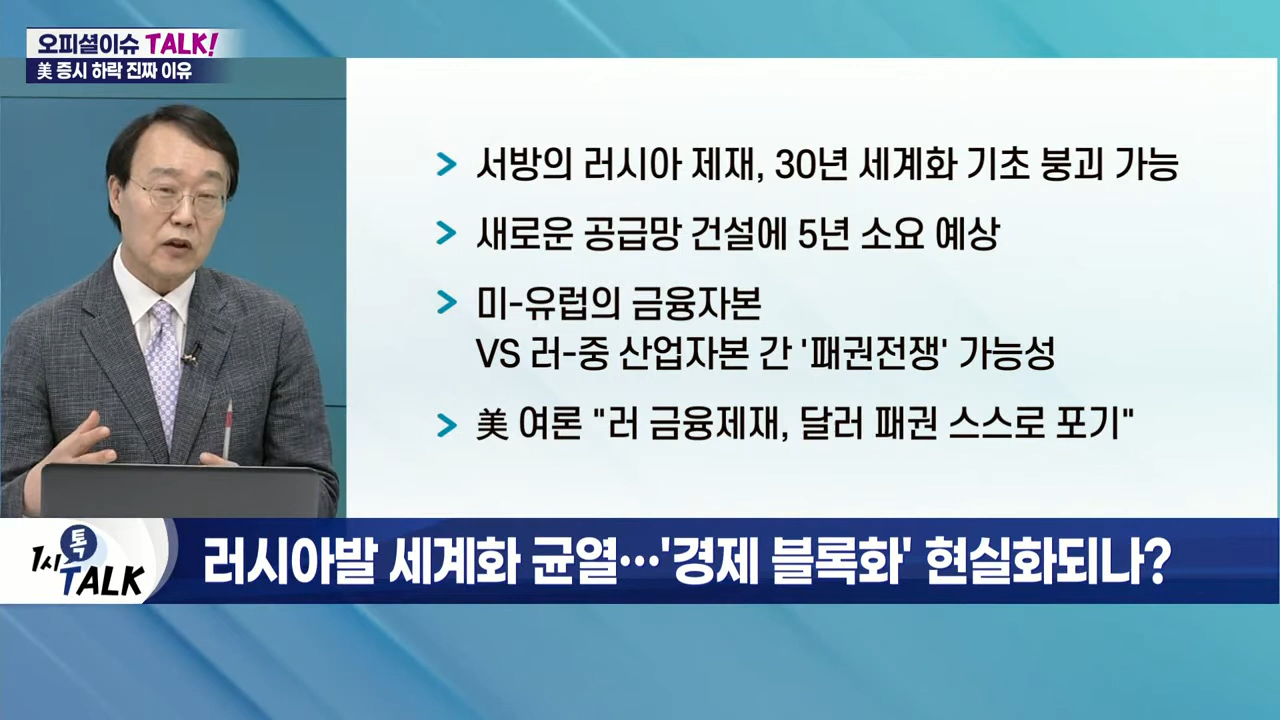 오피셜이슈 TALK!
美 증시 하락 진짜 이유
> 서방의 러시아 제재, 30년 세계화 기초 붕괴 가능
> 새로운 공급망 건설에 5년 소요 예상
> 미-유럽의 금융자본
VS 러-중 산업자본 간 '패권전쟁' 가능성
> 美 여론 "러 금융제재, 달러 패권 스스로 포기"
1시 톡 TALK
러시아발 세계화 균열…'경제 블록화' 현실화되나?